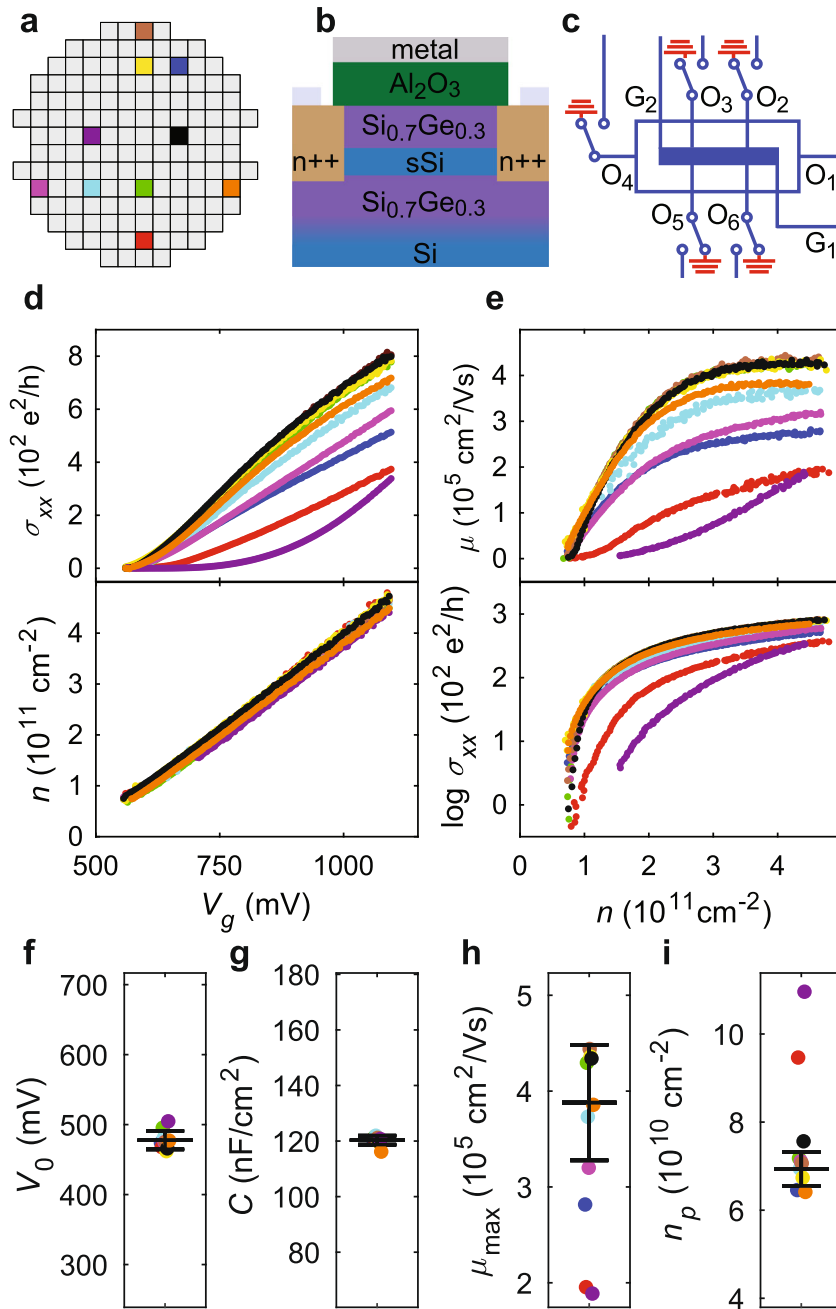 a
b
c
metal
Al2O3
Si0.7Ge0.3
n++ sSi n++
Si0.7Ge0.3
Si
G2 O3 O2
O4 O1
O5 O6
G1
d
σxx (10² e²/h)
8
6
4
2
0
n (10¹¹ cm⁻²)
4
3
2
1
0
500 750 1000
Vg (mV)
e
μ (10⁵ cm²/Vs)
4
3
2
1
0
log σxx (10² e²/h)
3
2
1
0
0 1 2 3 4
n (10¹¹cm⁻²)
f
V0 (mV)
700
600
500
400
300
g
C (nF/cm²)
180
160
140
120
100
80
h
μmax (10⁵ cm²/Vs)
5
4
3
2
i
np (10¹⁰ cm⁻²)
10
8
6
4